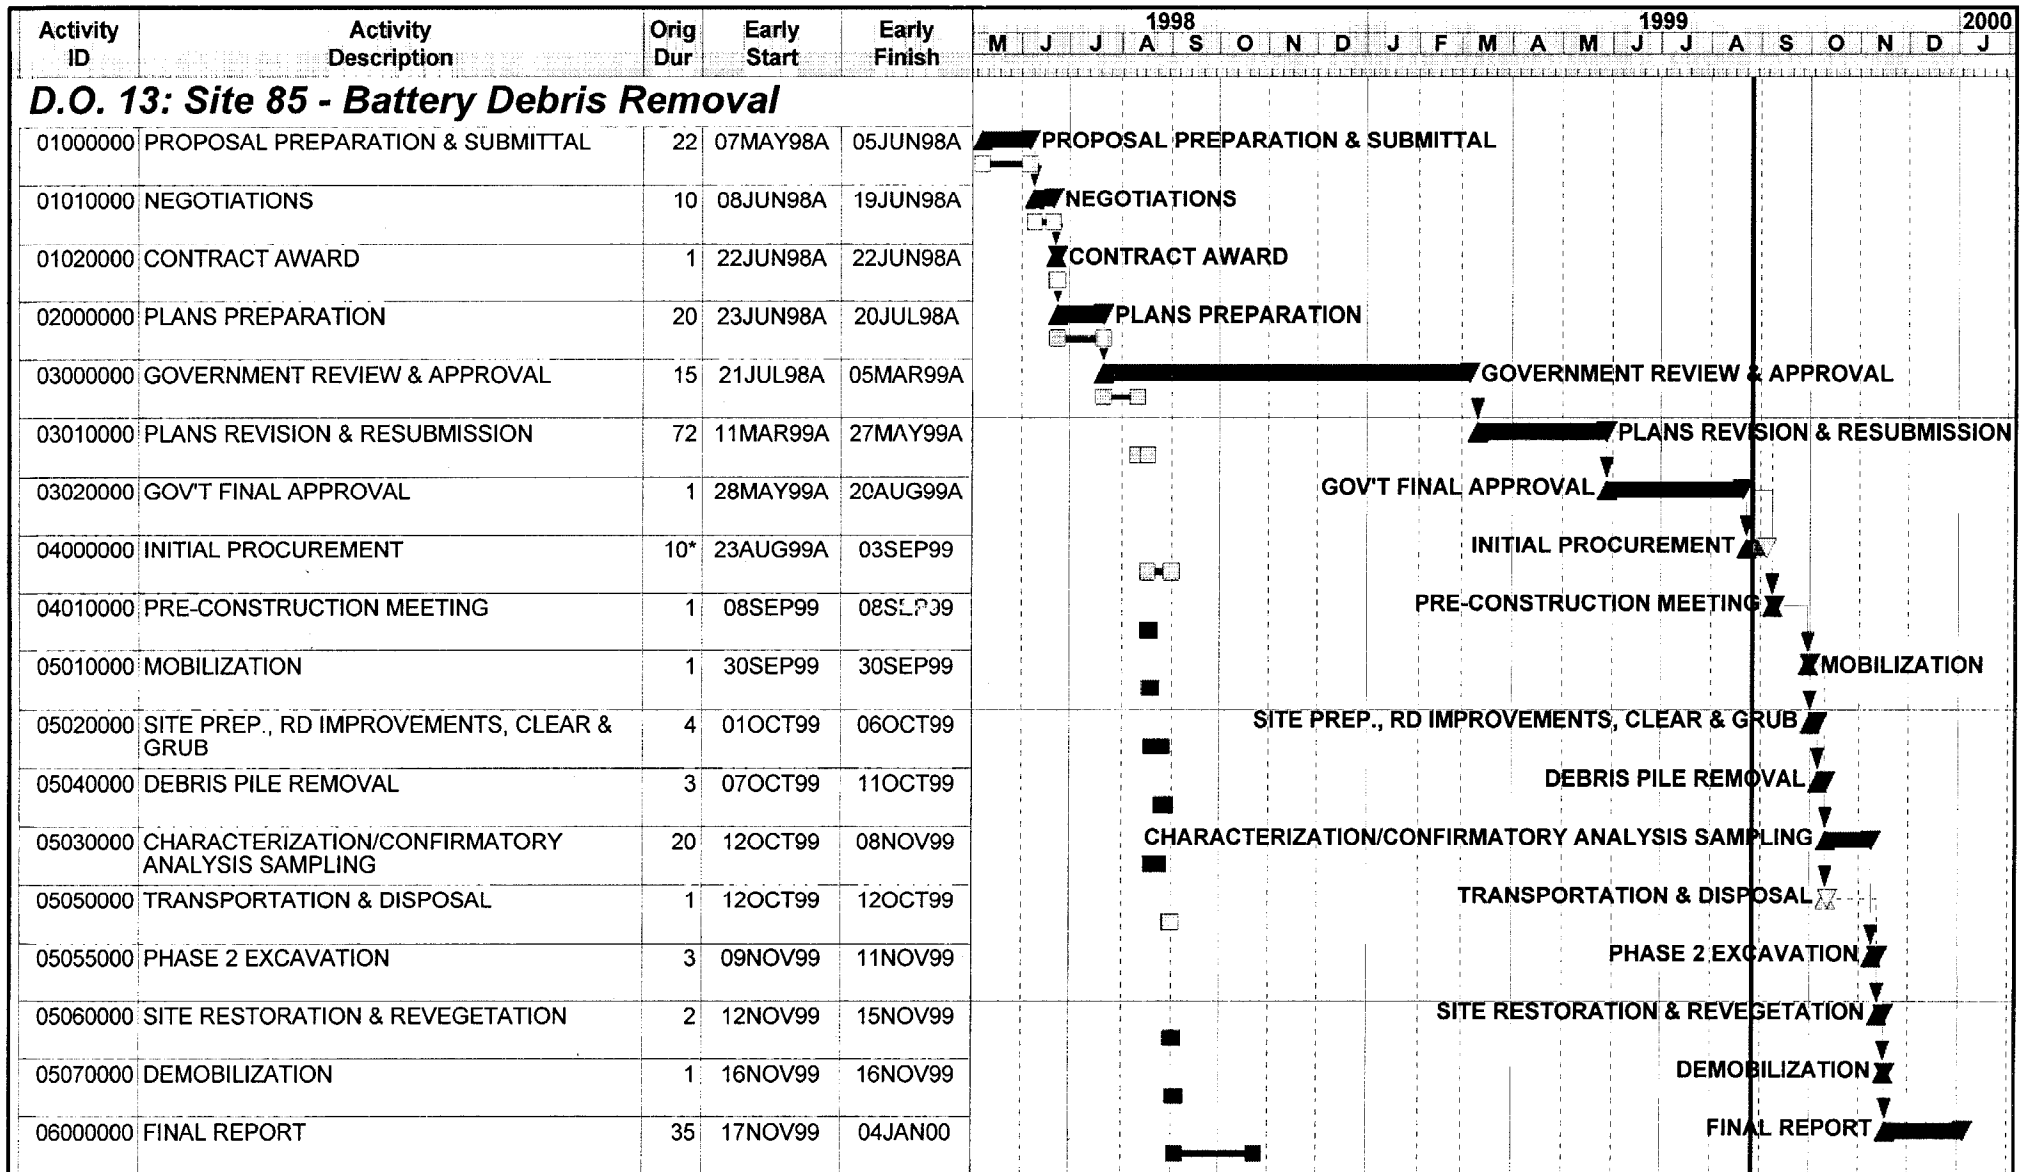 Activity ID Activity Description Orig Dur Early Start Early Finish
1998 1999 2000
M J J A S O N D J F M A M J J A S O N D J
D.O. 13: Site 85 - Battery Debris Removal
01000000 PROPOSAL PREPARATION & SUBMITTAL 22 07MAY98A 05JUN98A PROPOSAL PREPARATION & SUBMITTAL
01010000 NEGOTIATIONS 10 08JUN98A 19JUN98A NEGOTIATIONS
01020000 CONTRACT AWARD 1 22JUN98A 22JUN98A CONTRACT AWARD
02000000 PLANS PREPARATION 20 23JUN98A 20JUL98A PLANS PREPARATION
03000000 GOVERNMENT REVIEW & APPROVAL 15 21JUL98A 05MAR99A GOVERNMENT REVIEW & APPROVAL
03010000 PLANS REVISION & RESUBMISSION 72 11MAR99A 27MAY99A PLANS REVISION & RESUBMISSION
03020000 GOV'T FINAL APPROVAL 1 28MAY99A 20AUG99A GOV'T FINAL APPROVAL
04000000 INITIAL PROCUREMENT 10* 23AUG99A 03SEP99 INITIAL PROCUREMENT
04010000 PRE-CONSTRUCTION MEETING 1 08SEP99 08SEP99 PRE-CONSTRUCTION MEETING
05010000 MOBILIZATION 1 30SEP99 30SEP99 MOBILIZATION
05020000 SITE PREP., RD IMPROVEMENTS, CLEAR & 4 01OCT99 06OCT99 SITE PREP., RD IMPROVEMENTS, CLEAR & GRUB
GRUB
05040000 DEBRIS PILE REMOVAL 3 07OCT99 11OCT99 DEBRIS PILE REMOVAL
05030000 CHARACTERIZATION/CONFIRMATORY 20 12OCT99 08NOV99 CHARACTERIZATION/CONFIRMATORY ANALYSIS SAMPLING
ANALYSIS SAMPLING
05050000 TRANSPORTATION & DISPOSAL 1 12OCT99 12OCT99 TRANSPORTATION & DISPOSAL
05055000 PHASE 2 EXCAVATION 3 09NOV99 11NOV99 PHASE 2 EXCAVATION
05060000 SITE RESTORATION & REVEGETATION 2 12NOV99 15NOV99 SITE RESTORATION & REVEGETATION
05070000 DEMOBILIZATION 1 16NOV99 16NOV99 DEMOBILIZATION
06000000 FINAL REPORT 35 17NOV99 04JAN00 FINAL REPORT